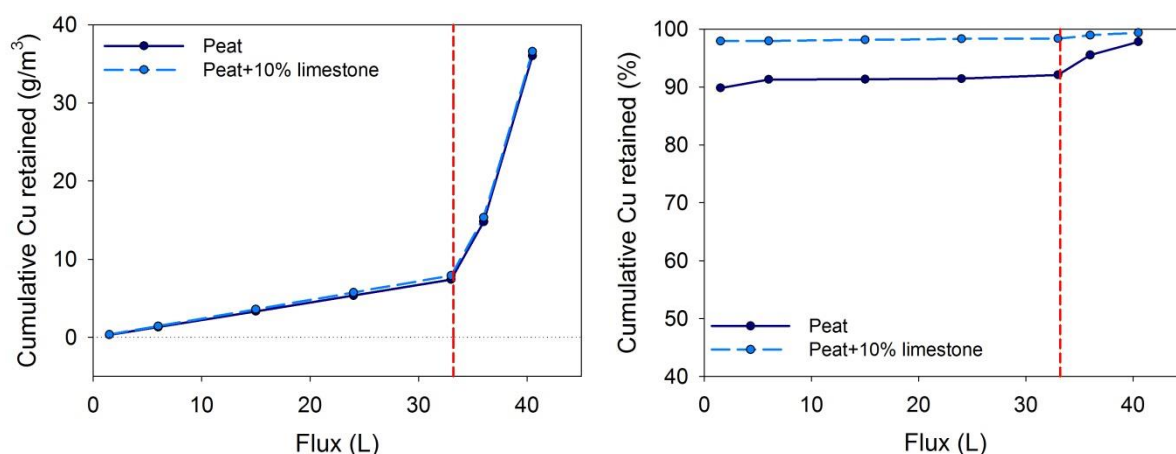 Cumulative Cu retained (g/m³)
40
30
20
10
0
Peat
Peat+10% limestone
0 10 20 30 40
Flux (L)
Cumulative Cu retained (%)
100
90
80
70
60
50
40
Peat
Peat+10% limestone
0 10 20 30 40
Flux (L)